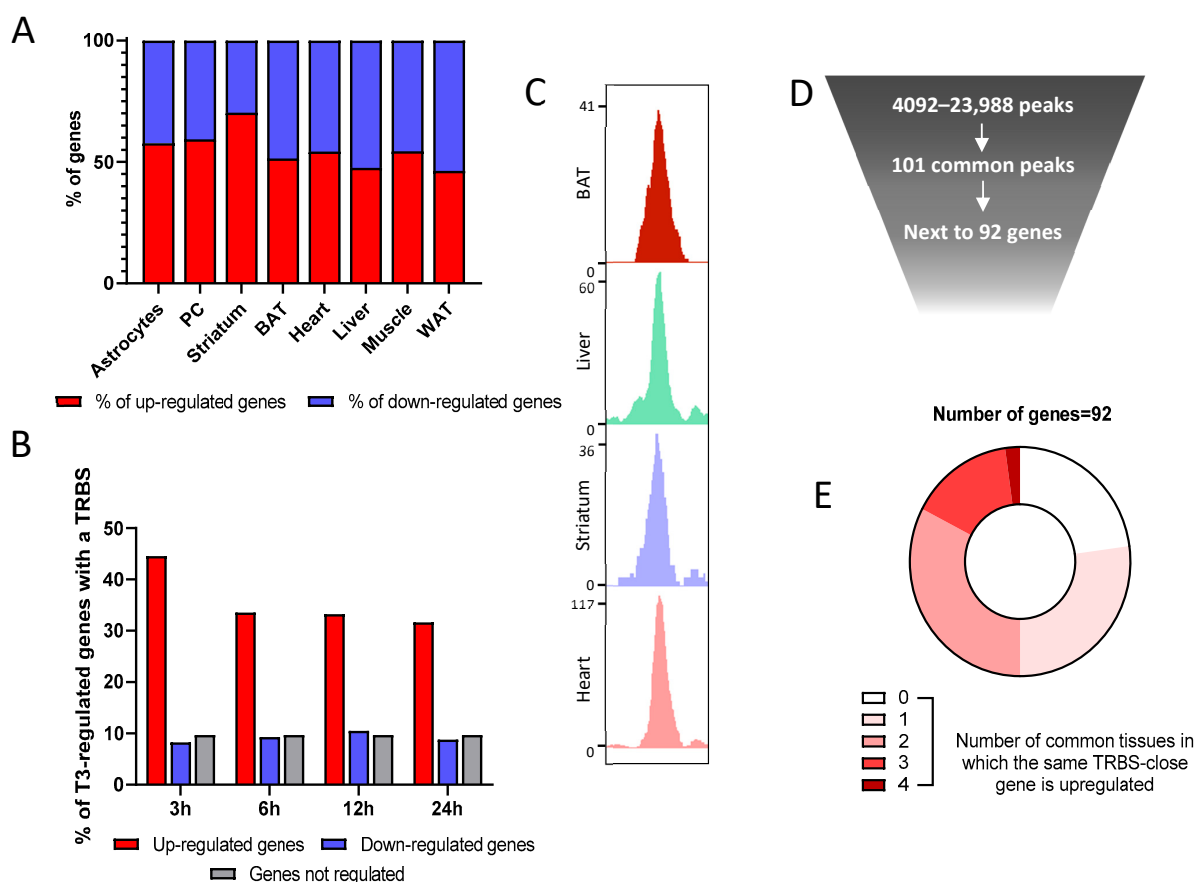 A
100
50
0
% of genes
Astrocytes
PC
Striatum
BAT
Heart
Liver
Muscle
WAT
% of up-regulated genes
% of down-regulated genes
B
% of T3-regulated genes with a TRBS
50
40
30
20
10
0
3h
6h
12h
24h
Up-regulated genes
Down-regulated genes
Genes not regulated
C
41
BAT
0
60
Liver
0
36
Striatum
0
117
Heart
0
D
4092–23,988 peaks
101 common peaks
Next to 92 genes
Number of genes=92
E
0
1
2
3
4
Number of common tissues in
which the same TRBS-close
gene is upregulated